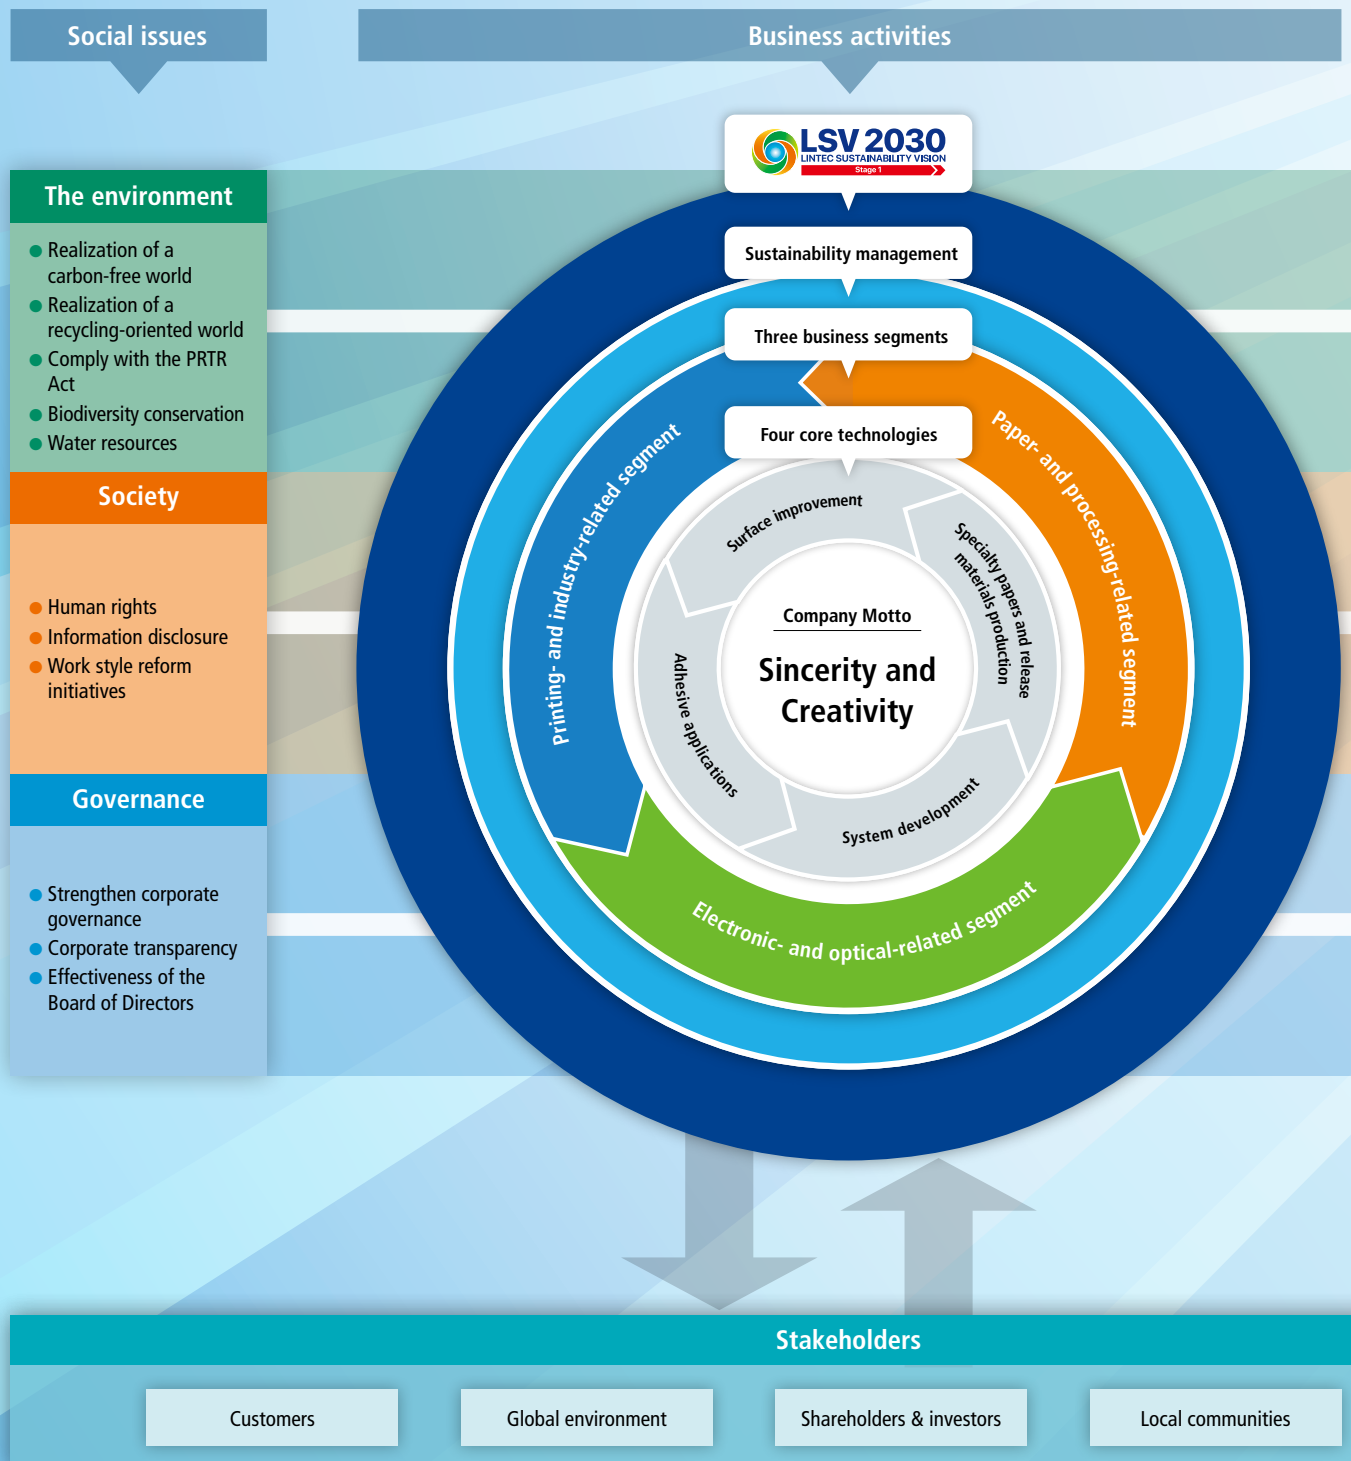 Social issues
Business activities
LSV 2030
LINTEC SUSTAINABILITY VISION
Stage 1
The environment
Realization of a
carbon-free world
Realization of a
recycling-oriented world
Comply with the PRTR
Act
Biodiversity conservation
Water resources
Society
Human rights
Information disclosure
Work style reform
initiatives
Governance
Strengthen corporate
governance
Corporate transparency
Effectiveness of the
Board of Directors
Sustainability management
Three business segments
Four core technologies
Printing- and industry-related segment
Paper- and processing-related segment
Electronic- and optical-related segment
Surface improvement
Specialty papers and release
materials production
Adhesive applications
System development
Company Motto
Sincerity and
Creativity
Stakeholders
Customers
Global environment
Shareholders & investors
Local communities